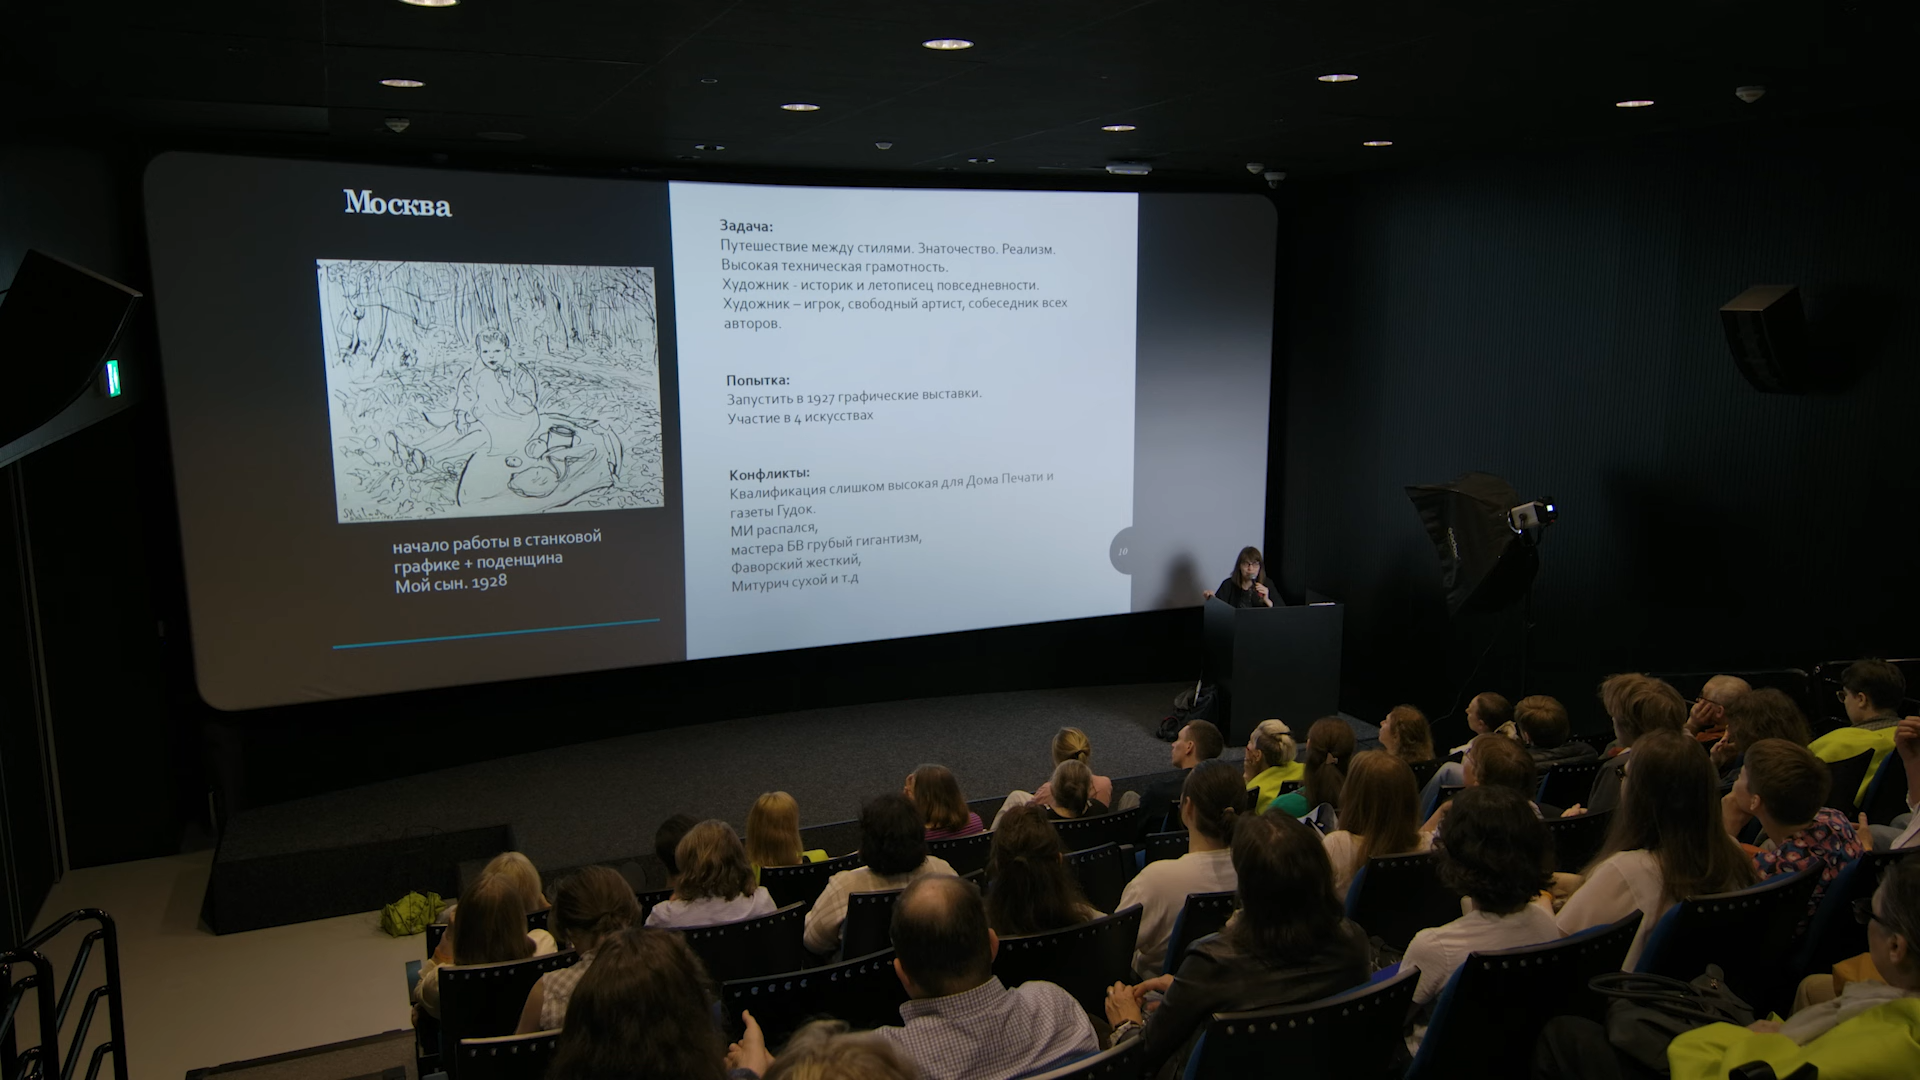 Москва
начало работы в станковой
графике + поденщина
Мой сын. 1928
Задача:
Путешествие между стилями. Знаточество. Реализм.
Высокая техническая грамотность.
Художник - историк и летописец повседневности.
Художник – игрок, свободный артист, собеседник всех
авторов.
Попытка:
Запустить в 1927 графические выставки.
Участие в 4 искусствах
Конфликты:
Квалификация слишком высокая для Дома Печати и
газеты Гудок.
МИ распался,
мастера БВ грубый гигантизм,
Фаворский жесткий,
Митурич сухой и т.д
10